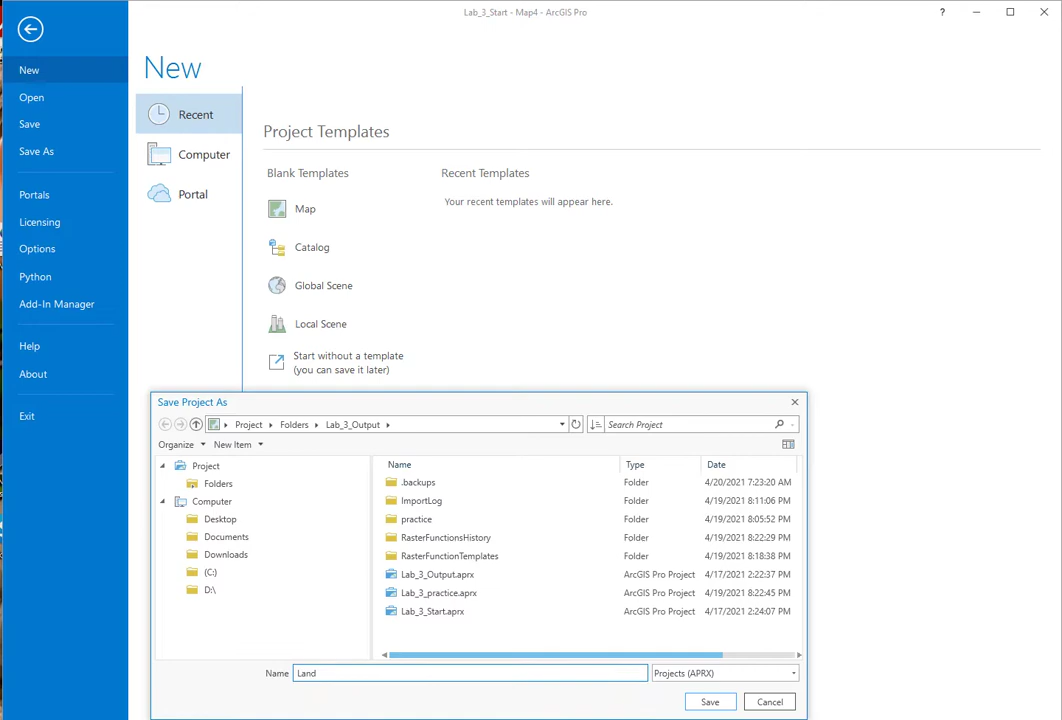 Lab_3_Start - Map4 - ArcGIS Pro
?
New
Open
Save
Save As
Portals
Licensing
Options
Python
Add-In Manager
Help
About
Exit
New
Recent
Computer
Portal
Project Templates
Blank Templates
Map
Catalog
Global Scene
Local Scene
Start without a template
(you can save it later)
Recent Templates
Your recent templates will appear here.
Save Project As
Project Folders Lab_3_Output
Search Project
Organize New Item
Project
Folders
Computer
Desktop
Documents
Downloads
(C:)
D:\
Name Type Date
.backups Folder 4/20/2021 7:23:20 AM
ImportLog Folder 4/19/2021 8:11:06 PM
practice Folder 4/19/2021 8:05:52 PM
RasterFunctionsHistory Folder 4/19/2021 8:22:29 PM
RasterFunctionTemplates Folder 4/19/2021 8:18:38 PM
Lab_3_Output.aprx ArcGIS Pro Project 4/17/2021 2:22:37 PM
Lab_3_practice.aprx ArcGIS Pro Project 4/19/2021 8:22:45 PM
Lab_3_Start.aprx ArcGIS Pro Project 4/17/2021 2:24:07 PM
Name Land Projects (APRX)
Save Cancel